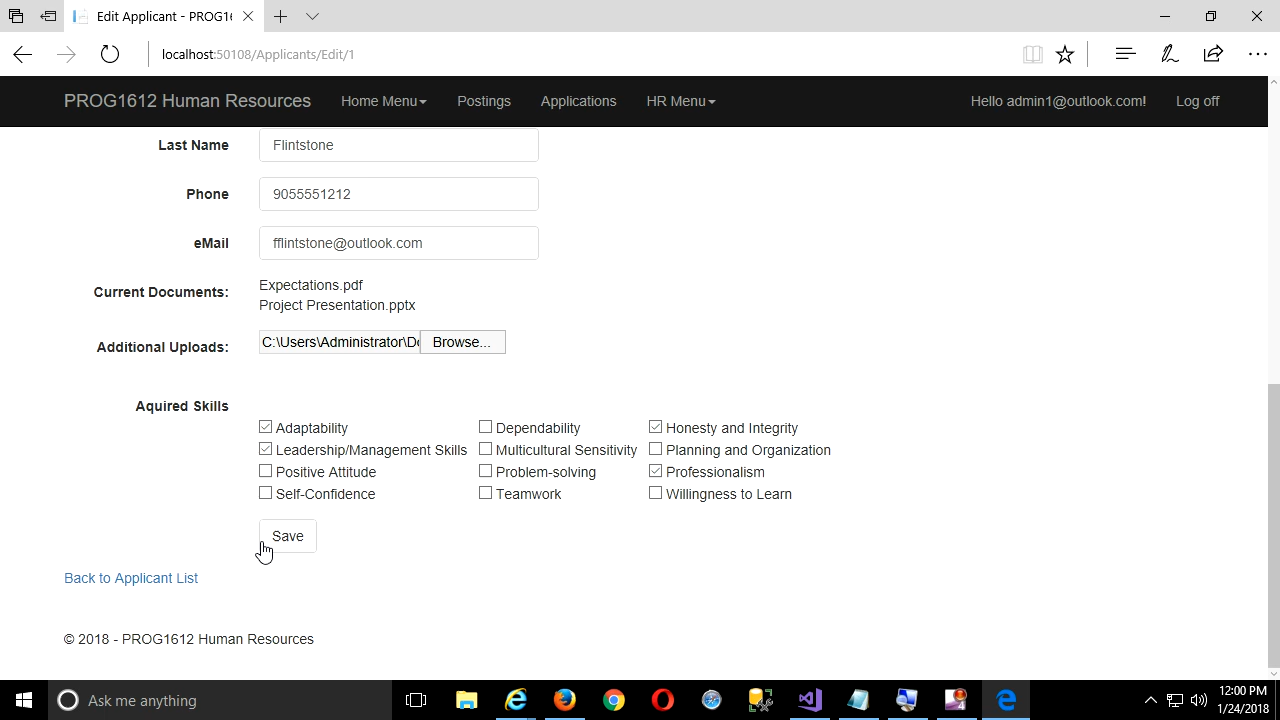 Edit Applicant - PROG16
localhost:50108/Applicants/Edit/1
PROG1612 Human Resources Home Menu Postings Applications HR Menu Hello admin1@outlook.com! Log off
Last Name Flintstone
Phone 9055551212
eMail fflintstone@outlook.com
Current Documents: Expectations.pdf
Project Presentation.pptx
Additional Uploads: C:\Users\Administrator\Do Browse...
Aquired Skills
Adaptability Dependability Honesty and Integrity
Leadership/Management Skills Multicultural Sensitivity Planning and Organization
Positive Attitude Problem-solving Professionalism
Self-Confidence Teamwork Willingness to Learn
Save
Back to Applicant List
© 2018 - PROG1612 Human Resources
Ask me anything
12:00 PM
1/24/2018